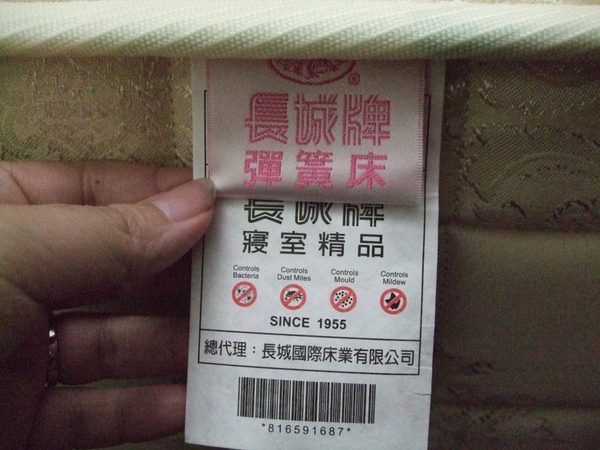 ®
長城牌
彈簧床
長城牌
寢室精品
Controls Bacteria
Controls Dust Mites
Controls Mould
Controls Mildew
SINCE 1955
總代理：長城國際床業有限公司
*816591687*